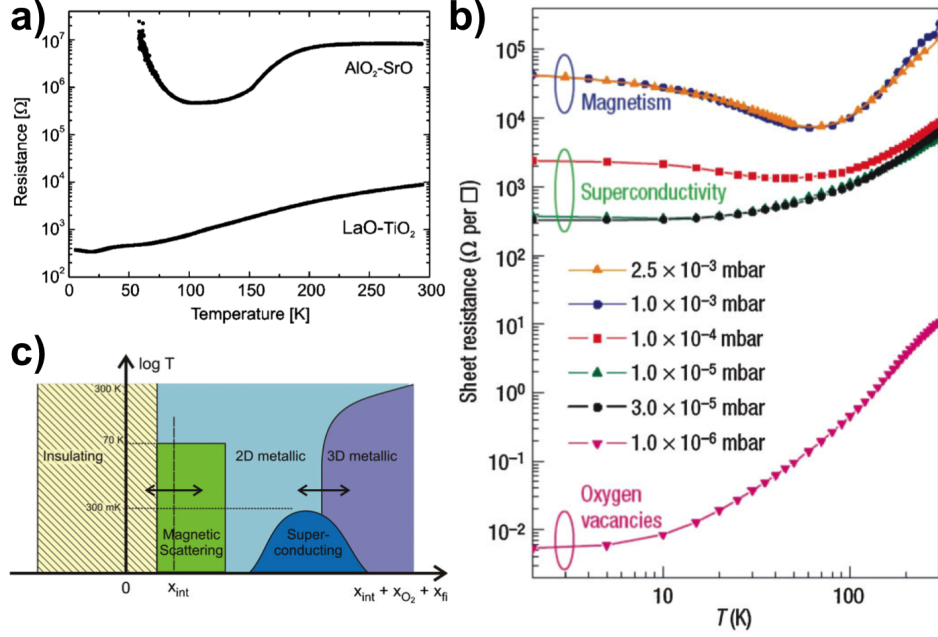 a)
Resistance [Ω]
10⁷
10⁶
10⁵
10⁴
10³
10²
AlO₂-SrO
LaO-TiO₂
0 50 100 150 200 250 300
Temperature [K]
b)
Sheet resistance (Ω per □)
10⁵
10⁴
10³
10²
10¹
10⁰
10⁻¹
10⁻²
Magnetism
Superconductivity
2.5 × 10⁻³ mbar
1.0 × 10⁻³ mbar
1.0 × 10⁻⁴ mbar
1.0 × 10⁻⁵ mbar
3.0 × 10⁻⁵ mbar
1.0 × 10⁻⁶ mbar
Oxygen
vacancies
10 100
T(K)
c)
log T
300 K
70 K
Insulating
2D metallic
3D metallic
300 mK
Magnetic
Scattering
Super-
conducting
0
x_int
x_int + x_O₂ + x_fi